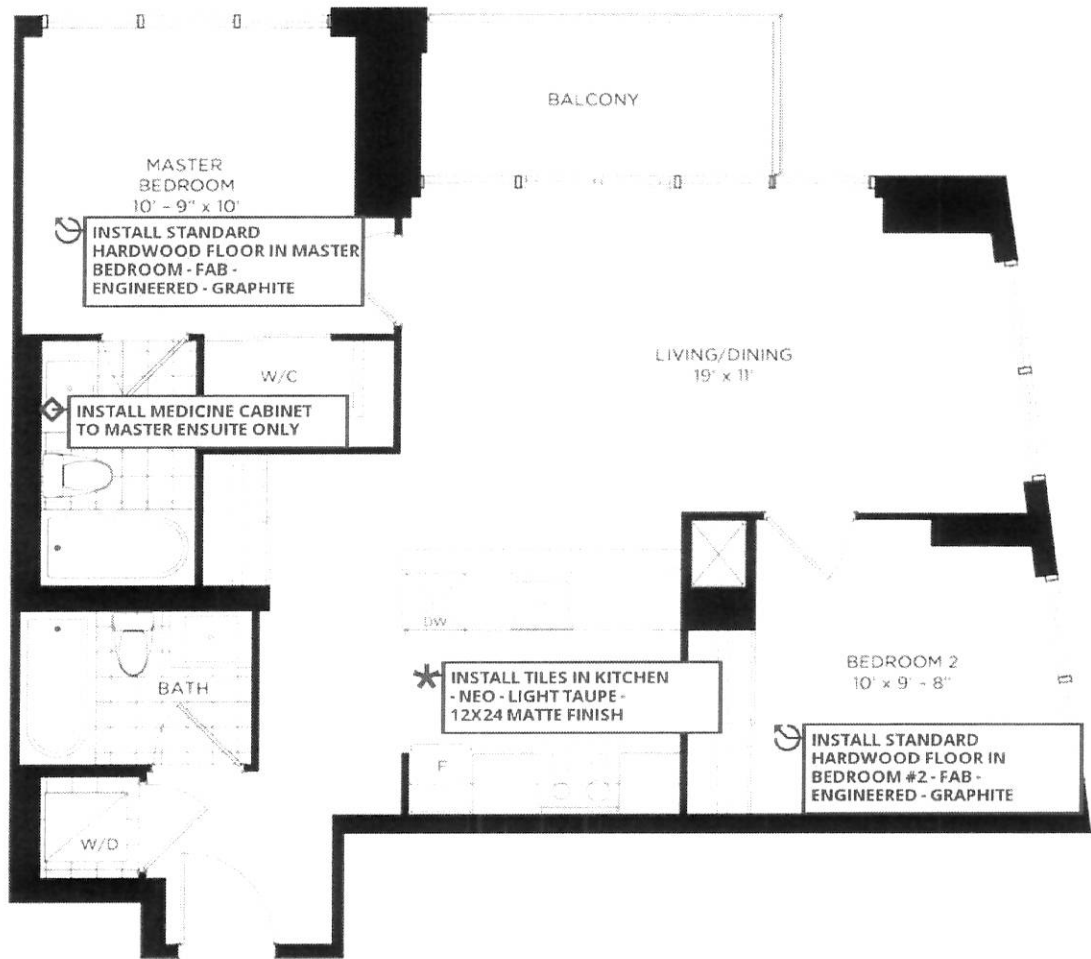 BALCONY
MASTER
BEDROOM
10' - 9" x 10'
INSTALL STANDARD
HARDWOOD FLOOR IN MASTER
BEDROOM - FAB -
ENGINEERED - GRAPHITE
LIVING/DINING
19' x 11'
W/C
INSTALL MEDICINE CABINET
TO MASTER ENSUITE ONLY
DW
INSTALL TILES IN KITCHEN
- NEO - LIGHT TAUPE -
12X24 MATTE FINISH
BEDROOM 2
10' x 9' - 8"
BATH
INSTALL STANDARD
HARDWOOD FLOOR IN
BEDROOM #2 - FAB -
ENGINEERED - GRAPHITE
F
W/D